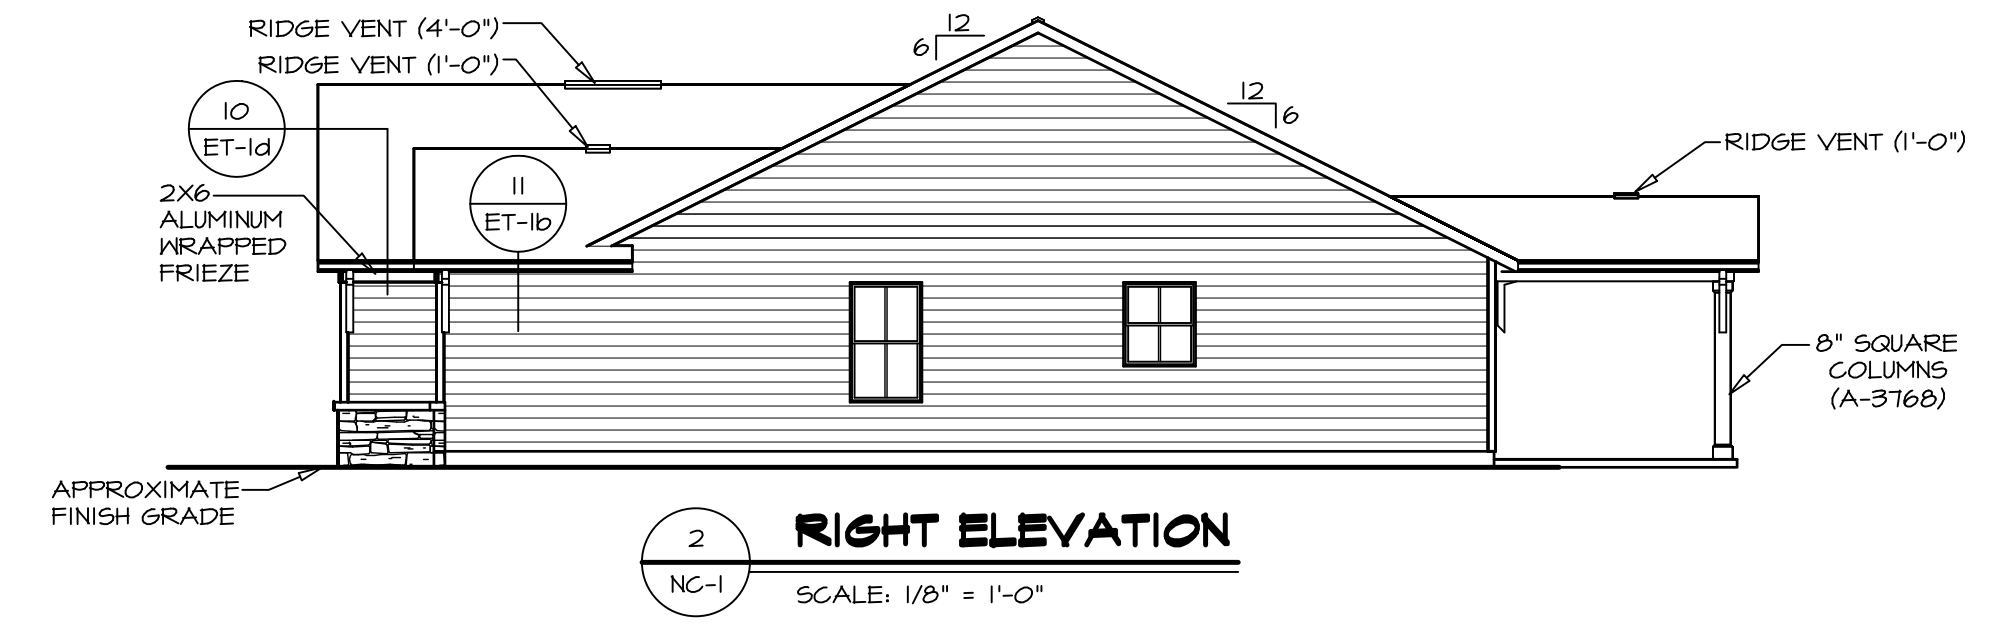 RIDGE VENT (4'-0")
RIDGE VENT (1'-0")
10
ET-1d
2X6
ALUMINUM
WRAPPED
FRIEZE
11
ET-1b
12
6
12
6
RIDGE VENT (1'-0")
8" SQUARE
COLUMNS
(A-3768)
APPROXIMATE
FINISH GRADE
2
NC-1
RIGHT ELEVATION
SCALE: 1/8" = 1'-0"